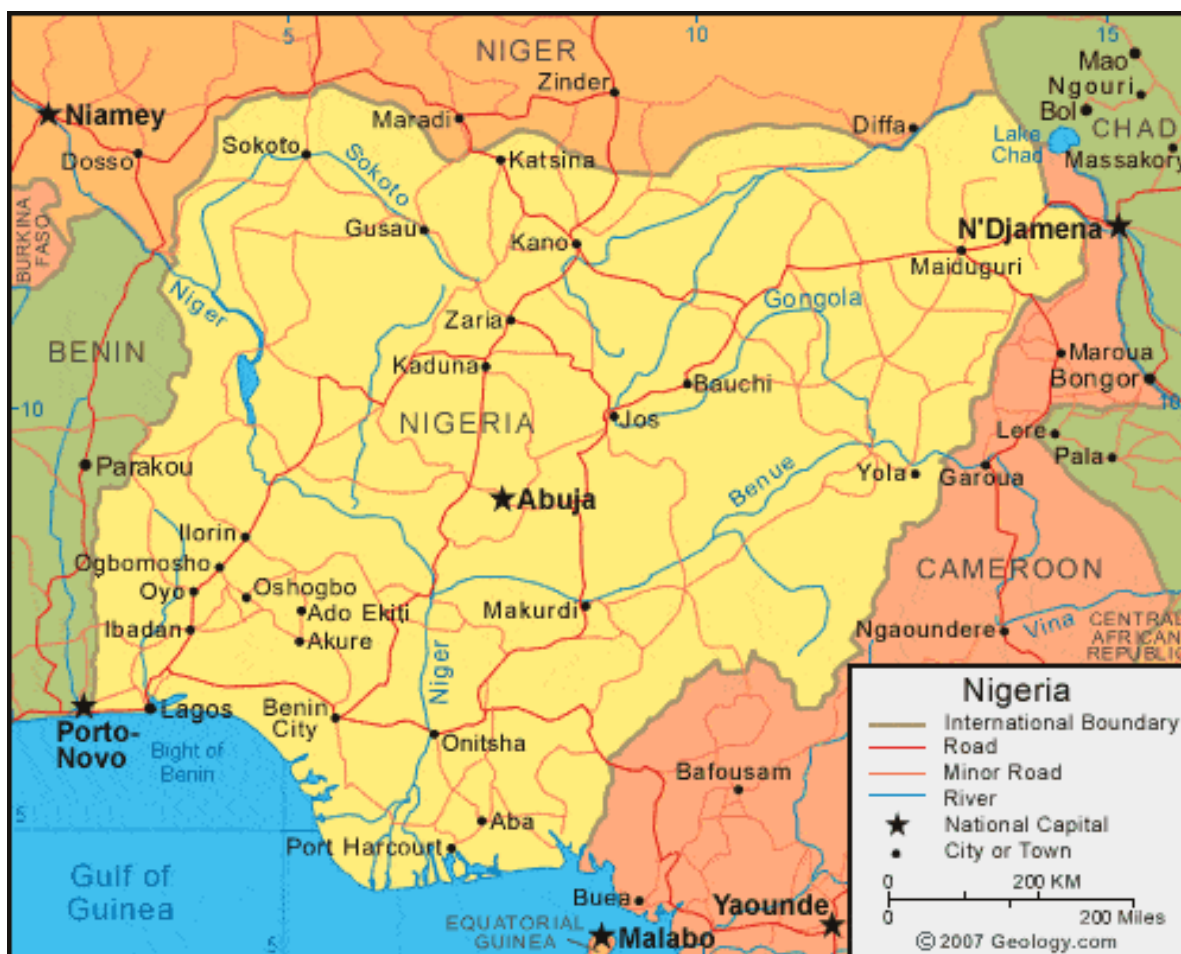 5
10
15
NIGER
Mao
Zinder
Ngouri
Niamey
Bol
Maradi
Diffa
CHAD
Lake
Chad
Sokoto
Dosso
Katsina
Massakory
Sokoto
BURKINA
FASO
Gusau
Kano
N'Djamena
Maiduguri
Niger
Gongola
Zaria
BENIN
Kaduna
Maroua
Bauchi
Bongor
10
10
NIGERIA
Jos
Lere
Parakou
Benue
Yola
Garoua
Pala
Abuja
Ilorin
Ogbomosho
CAMEROON
Oyo
Oshogbo
Ado Ekiti
Makurdi
Ibadan
Akure
Ngaoundere
Vina
CENTRAL
AFRICAN
REPUBLIC
Niger
Lagos
Benin
City
Porto-
Novo
Onitsha
Bight of
Benin
Bafousam
5
Aba
Port Harcourt
Gulf of
Guinea
Buea
Yaounde
EQUATORIAL
GUINEA
Malabo
5
Nigeria
International Boundary
Road
Minor Road
River
National Capital
City or Town
0 200 KM
0 200 Miles
© 2007 Geology.com